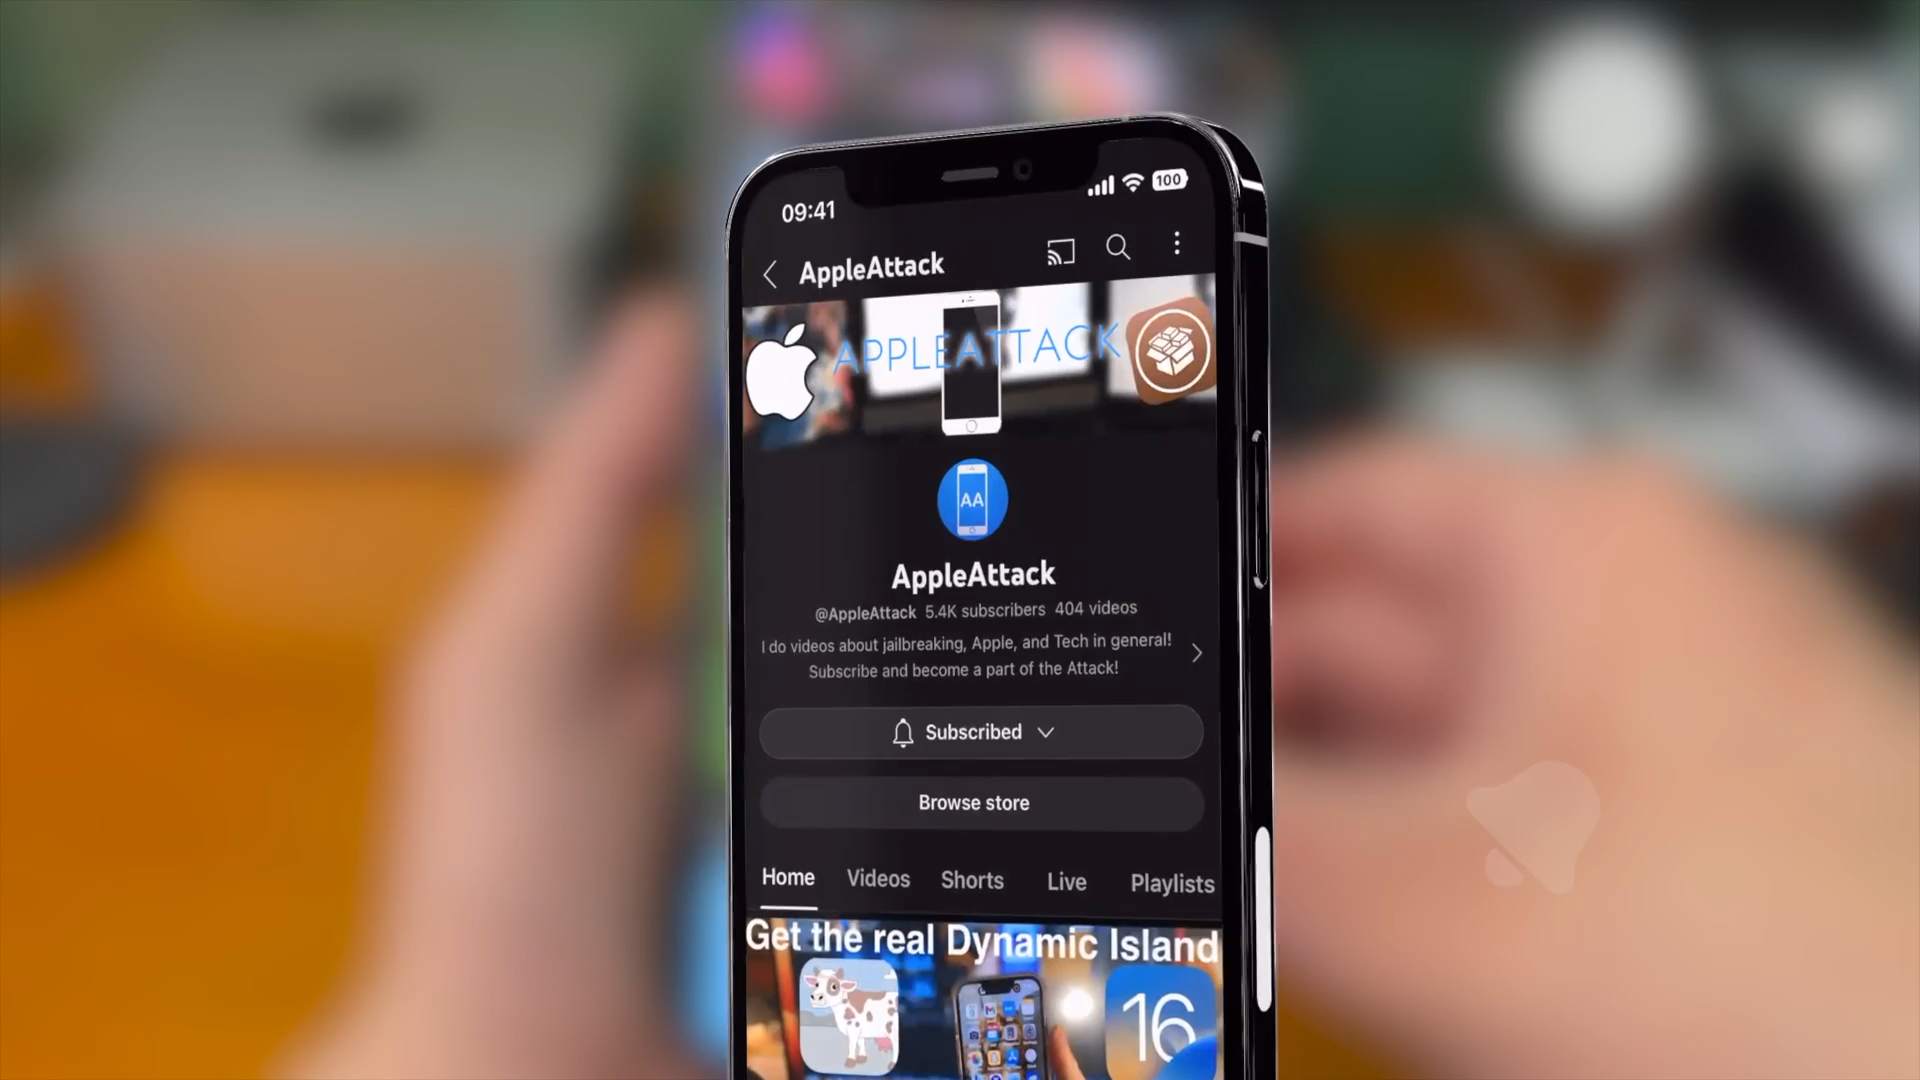 09:41
100
AppleAttack
APPLEATTACK
AA
AppleAttack
@AppleAttack 5.4K subscribers 404 videos
I do videos about jailbreaking, Apple, and Tech in general!
Subscribe and become a part of the Attack!
Subscribed
Browse store
Home Videos Shorts Live Playlists
Get the real Dynamic Island
16